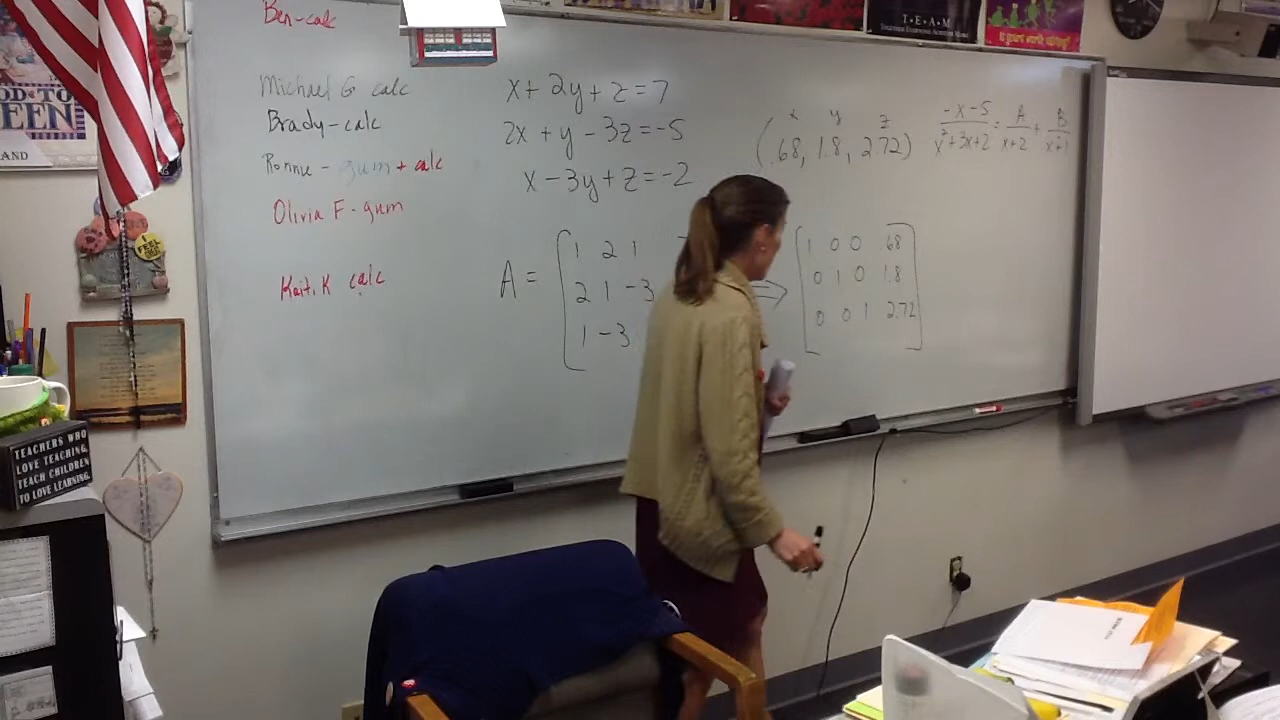 Ben-calc
Michael G calc
Brady-calc
Ronnie - gum + calc
Olivia F-gum
Kait. K calc
x + 2y + z = 7
2x + y - 3z = -5
x - 3y + z = -2
A = [1 2 1
2 1 -3
1 -3
x y z
(.68, 1.8, 2.72)
-x-5 / x²+3x+2 = A / x+2 + B / x+1
⇒
1 0 0 .68
0 1 0 1.8
0 0 1 2.72
T•E•A•M
TEACHERS WHO
LOVE TEACHING,
TEACH CHILDREN
TO LOVE LEARNING.
I FEEL
LAND